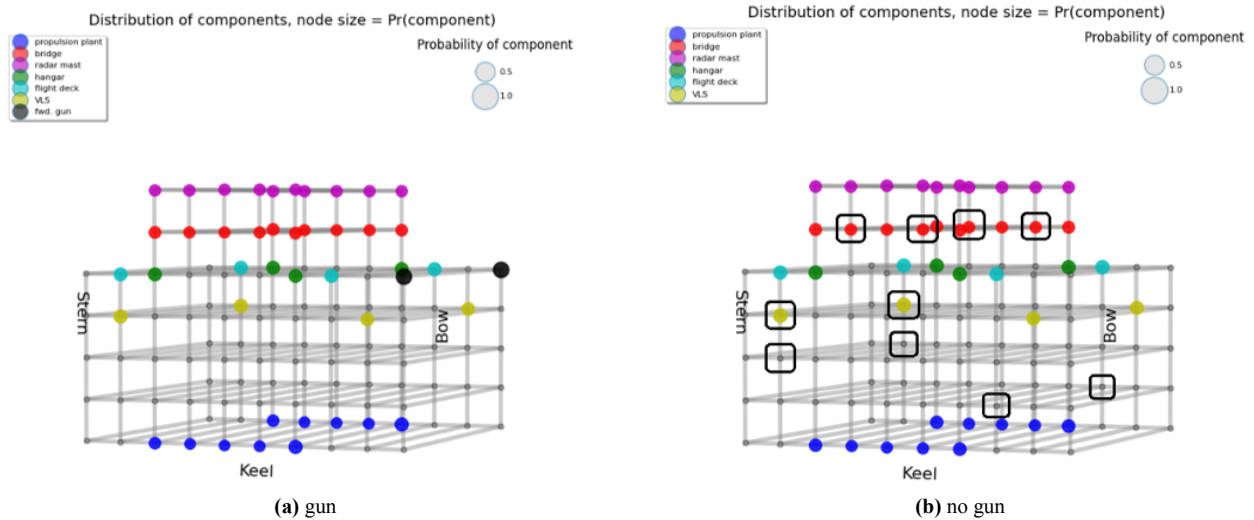 Distribution of components, node size = Pr(component)
propulsion plant
bridge
radar mast
hangar
flight deck
VLS
fwd. gun
Probability of component
0.5
1.0
Stern
Bow
Keel
(a) gun
Distribution of components, node size = Pr(component)
propulsion plant
bridge
radar mast
hangar
flight deck
VLS
Probability of component
0.5
1.0
Stern
Bow
Keel
(b) no gun